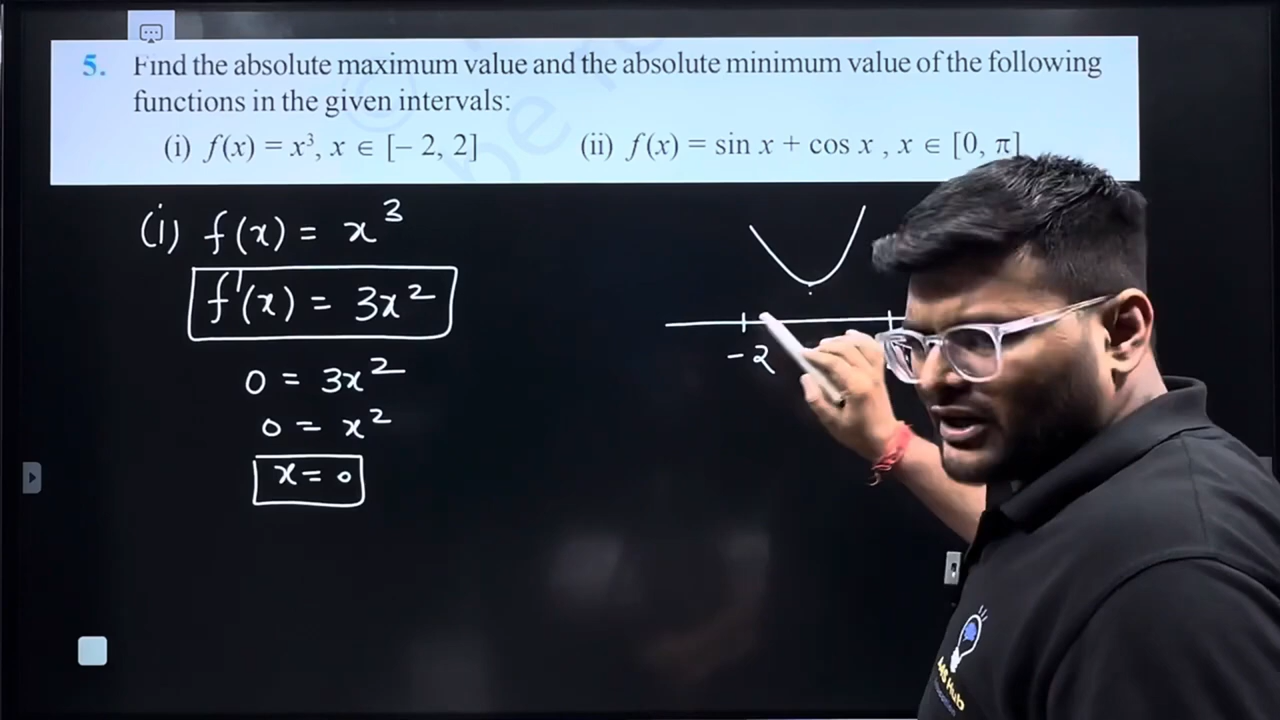 5. Find the absolute maximum value and the absolute minimum value of the following
functions in the given intervals:
(i) f(x) = x³, x ∈ [– 2, 2] (ii) f(x) = sin x + cos x , x ∈ [0, π]
(i) f(x) = x³
f'(x) = 3x²
0 = 3x²
0 = x²
x = 0
-2